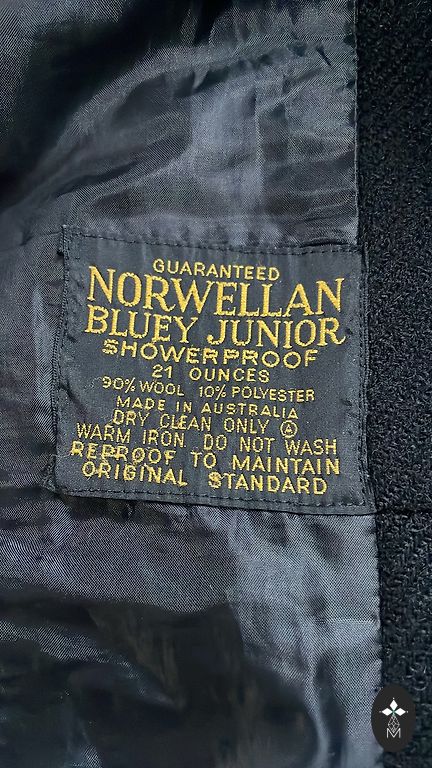 GUARANTEED
NORWELLAN
BLUEY JUNIOR
SHOWERPROOF
21 OUNCES
90% WOOL 10% POLYESTER
MADE IN AUSTRALIA
DRY CLEAN ONLY Ⓐ
WARM IRON. DO NOT WASH
REPROOF TO MAINTAIN
ORIGINAL STANDARD
M